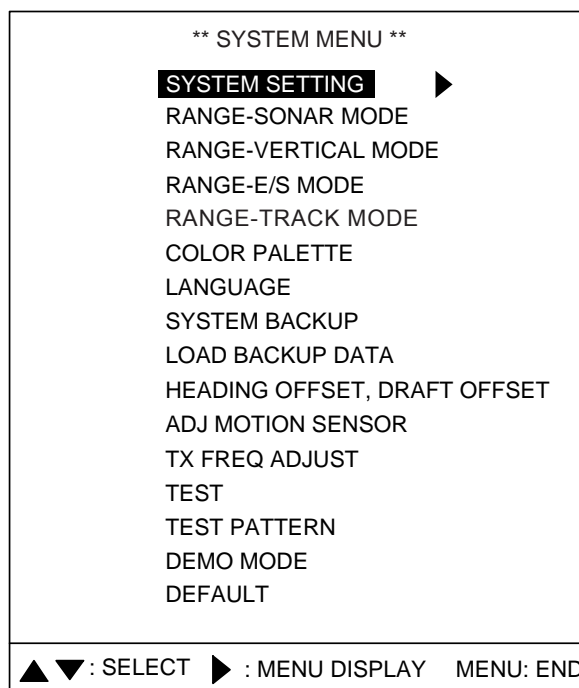 ** SYSTEM MENU **
SYSTEM SETTING ▶
RANGE-SONAR MODE
RANGE-VERTICAL MODE
RANGE-E/S MODE
RANGE-TRACK MODE
COLOR PALETTE
LANGUAGE
SYSTEM BACKUP
LOAD BACKUP DATA
HEADING OFFSET, DRAFT OFFSET
ADJ MOTION SENSOR
TX FREQ ADJUST
TEST
TEST PATTERN
DEMO MODE
DEFAULT
▲ ▼: SELECT ▶ : MENU DISPLAY MENU: END